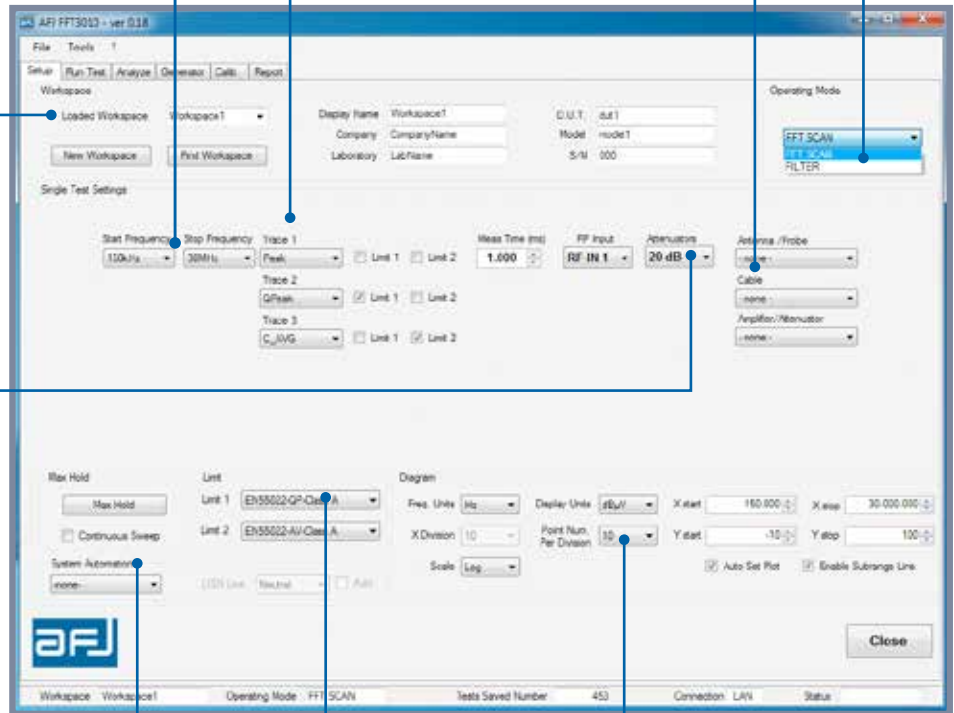 AFJ FFT3010 - ver 0.18
File Tools ?
Setup Run Test Analyze Generator Calib. Report
Workspace
Operating Mode
Loaded Workspace Workspace1
Display Name Workspace1
D.U.T. dut1
Company CompanyName
Model model1
FFT SCAN
New Workspace Find Workspace
Laboratory LabName
S/N 000
FFT SCAN
FILTER
Single Test Settings
Start Frequency Stop Frequency Trace 1 Meas Time (ms) RF Input Attenuators Antenna /Probe
150kHz 30MHz Peak Limit 1 Limit 2 1.000 RF IN 1 20 dB - none -
Trace 2 Cable
QPeak Limit 1 Limit 2 - none -
Trace 3 Amplifier/Attenuator
C_AVG Limit 1 Limit 2 - none -
Max Hold Limit Diagram
Max Hold Limit 1 EN55022-QP-Class A Freq. Units Hz Display Units dBµV X start 150.000 X stop 30.000.000
Continuous Sweep Limit 2 EN55022-AV-Class A X Division 10 Point Num. Per Division 10 Y start -10 Y stop 100
System Automation Scale Log Auto Set Plot Enable Subrange Line
-none- LISN Line Neutral Add
afj
Close
Workspace Workspace1 Operating Mode FFT SCAN Tests Saved Number 453 Connection LAN Status